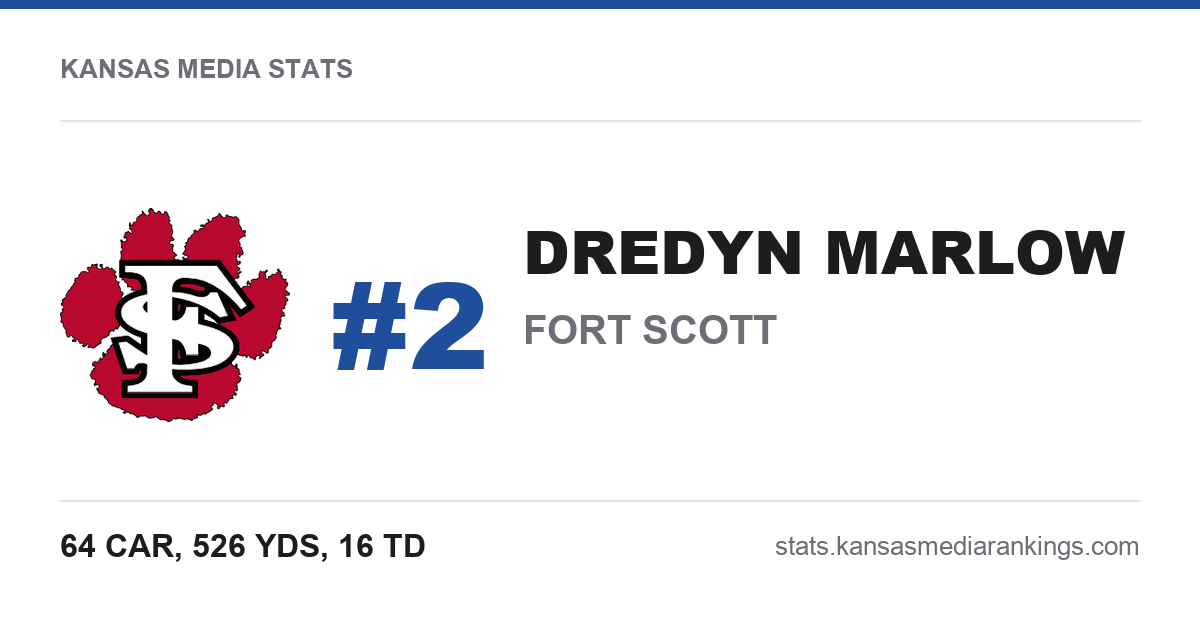 KANSAS MEDIA STATS
FS
#2
DREDYN MARLOW
FORT SCOTT
64 CAR, 526 YDS, 16 TD
stats.kansasmediarankings.com